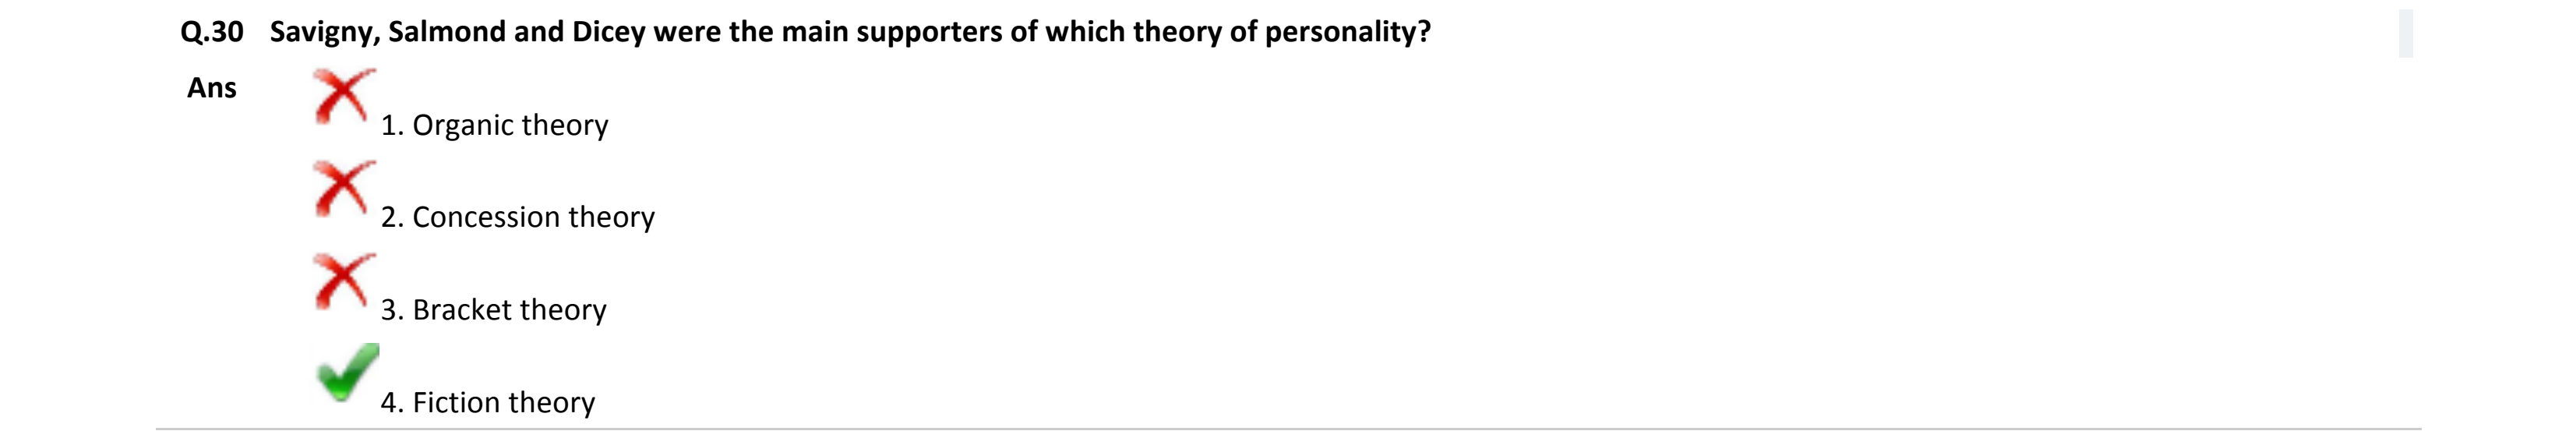 Q.30 Savigny, Salmond and Dicey were the main supporters of which theory of personality?
Ans
1. Organic theory
2. Concession theory
3. Bracket theory
4. Fiction theory